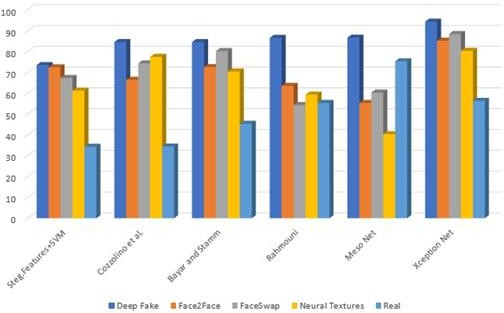 100
90
80
70
60
50
40
30
20
10
0
Steg.Features+SVM
Cozzolino et al.
Bayar and Stamm
Rahmouni
Meso Net
Xception Net
Deep Fake Face2Face FaceSwap Neural Textures Real